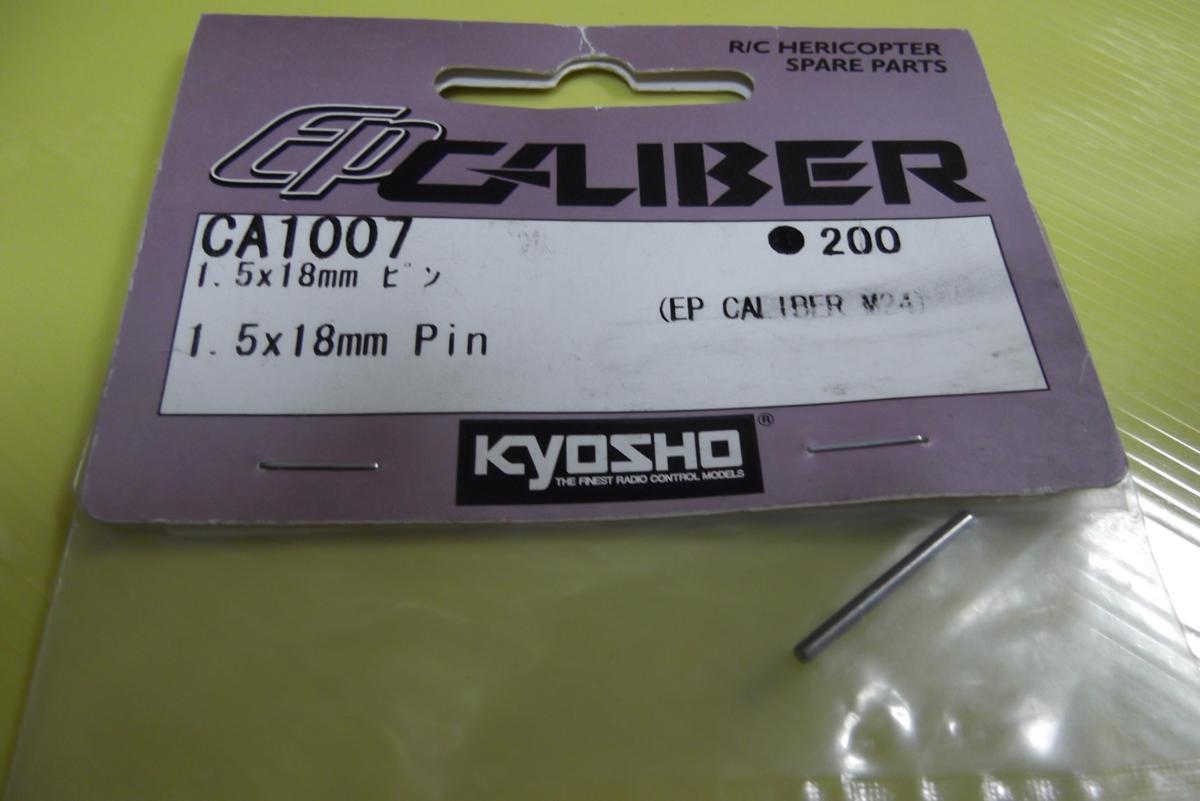 R/C HERICOPTER
SPARE PARTS
EP CALIBER
CA1007
● 200
1.5x18mm ピン
(EP CALIBER M24)
1.5x18mm Pin
KYOSHO®
THE FINEST RADIO CONTROL MODELS